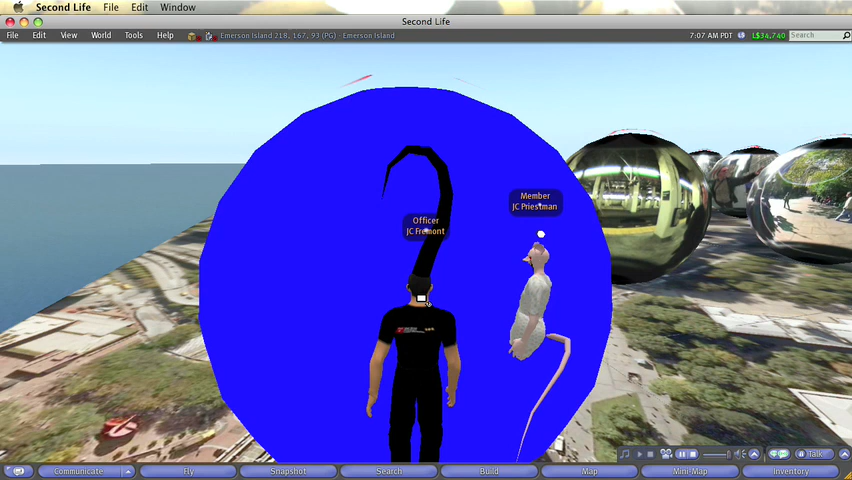 Second Life File Edit Window
Second Life
File Edit View World Tools Help Emerson Island 218, 167, 93 (PG) - Emerson Island 7:07 AM PDT L$34,740 Search
Member
JC Priestman
Officer
JC Fremont
Talk
Communicate Fly Snapshot Search Build Map Mini-Map Inventory